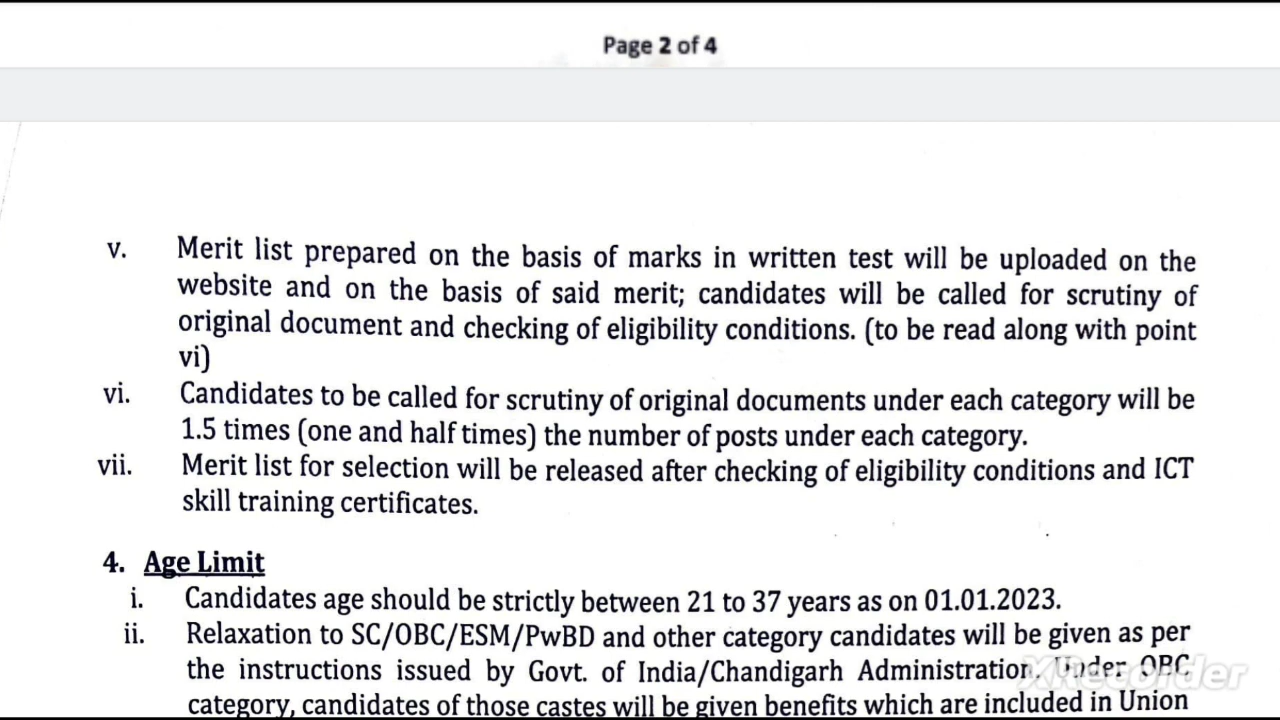 Page 2 of 4
v. Merit list prepared on the basis of marks in written test will be uploaded on the
website and on the basis of said merit; candidates will be called for scrutiny of
original document and checking of eligibility conditions. (to be read along with point
vi)
vi. Candidates to be called for scrutiny of original documents under each category will be
1.5 times (one and half times) the number of posts under each category.
vii. Merit list for selection will be released after checking of eligibility conditions and ICT
skill training certificates.
4. Age Limit
i. Candidates age should be strictly between 21 to 37 years as on 01.01.2023.
ii. Relaxation to SC/OBC/ESM/PwBD and other category candidates will be given as per
the instructions issued by Govt. of India/Chandigarh Administration. Under OBC
category, candidates of those castes will be given benefits which are included in Union
XRecorder